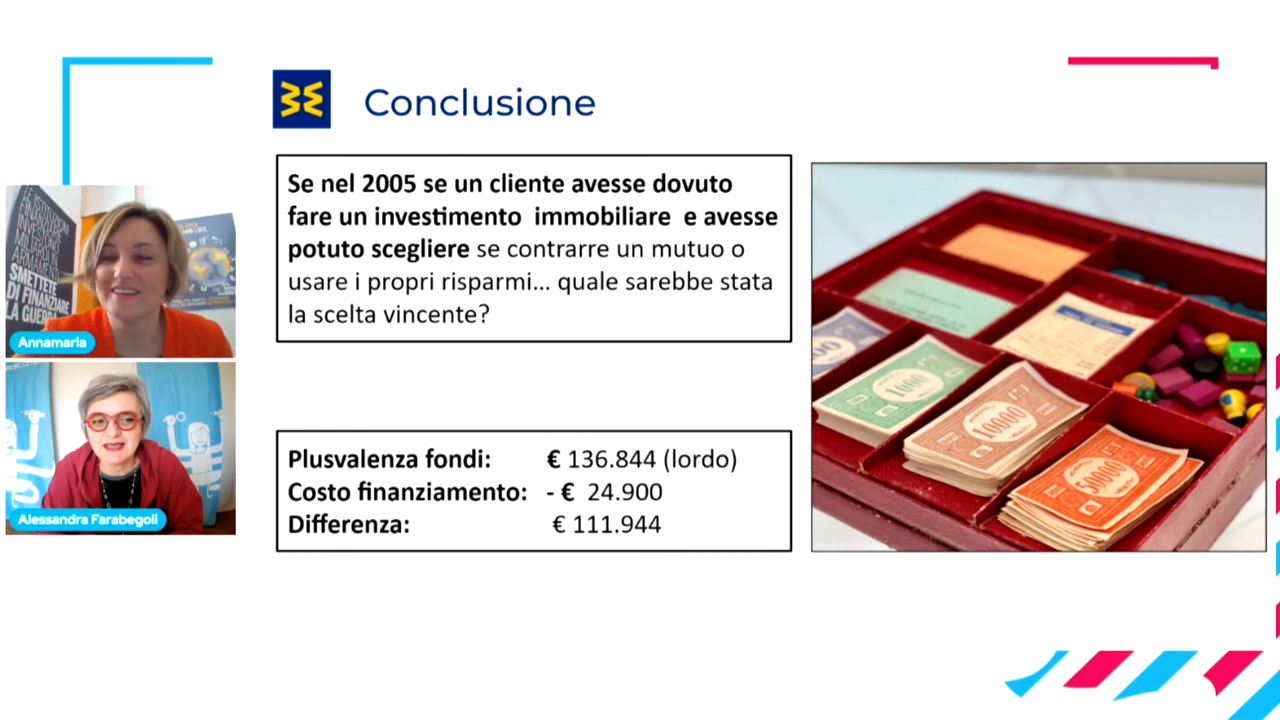 Conclusione
Se nel 2005 se un cliente avesse dovuto
fare un investimento immobiliare e avesse
potuto scegliere se contrarre un mutuo o
usare i propri risparmi... quale sarebbe stata
la scelta vincente?
Plusvalenza fondi: € 136.844 (lordo)
Costo finanziamento: - € 24.900
Differenza: € 111.944
SMETTETE
DI FINANZIARE
LA GUERRA
Annamaria
Alessandra Farabegoli
1000
10000
50000